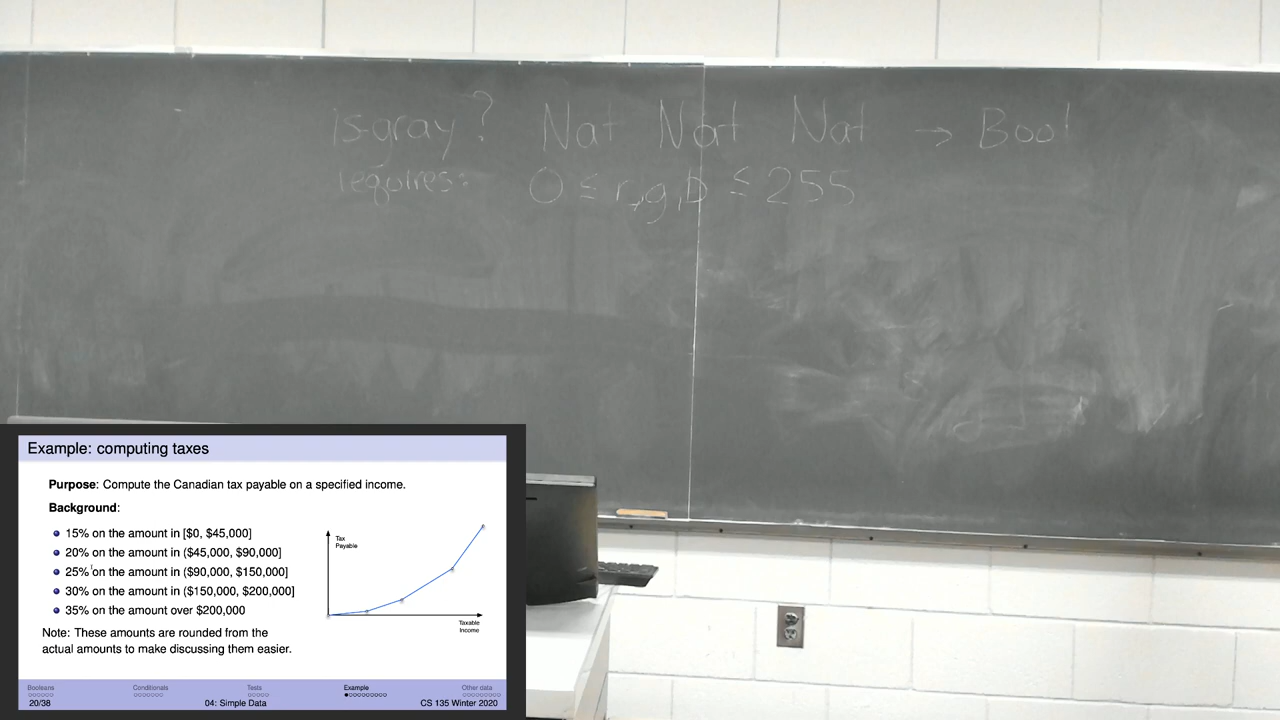 is-gray? Nat Nat Nat → Bool
requires: 0 ≤ r,g,b ≤ 255
Example: computing taxes
Purpose: Compute the Canadian tax payable on a specified income.
Background:
15% on the amount in [$0, $45,000]
20% on the amount in ($45,000, $90,000]
25% on the amount in ($90,000, $150,000]
30% on the amount in ($150,000, $200,000]
35% on the amount over $200,000
Tax
Payable
Taxable
Income
Note: These amounts are rounded from the
actual amounts to make discussing them easier.
Booleans Conditionals Tests Example Other data
20/38 04: Simple Data CS 135 Winter 2020